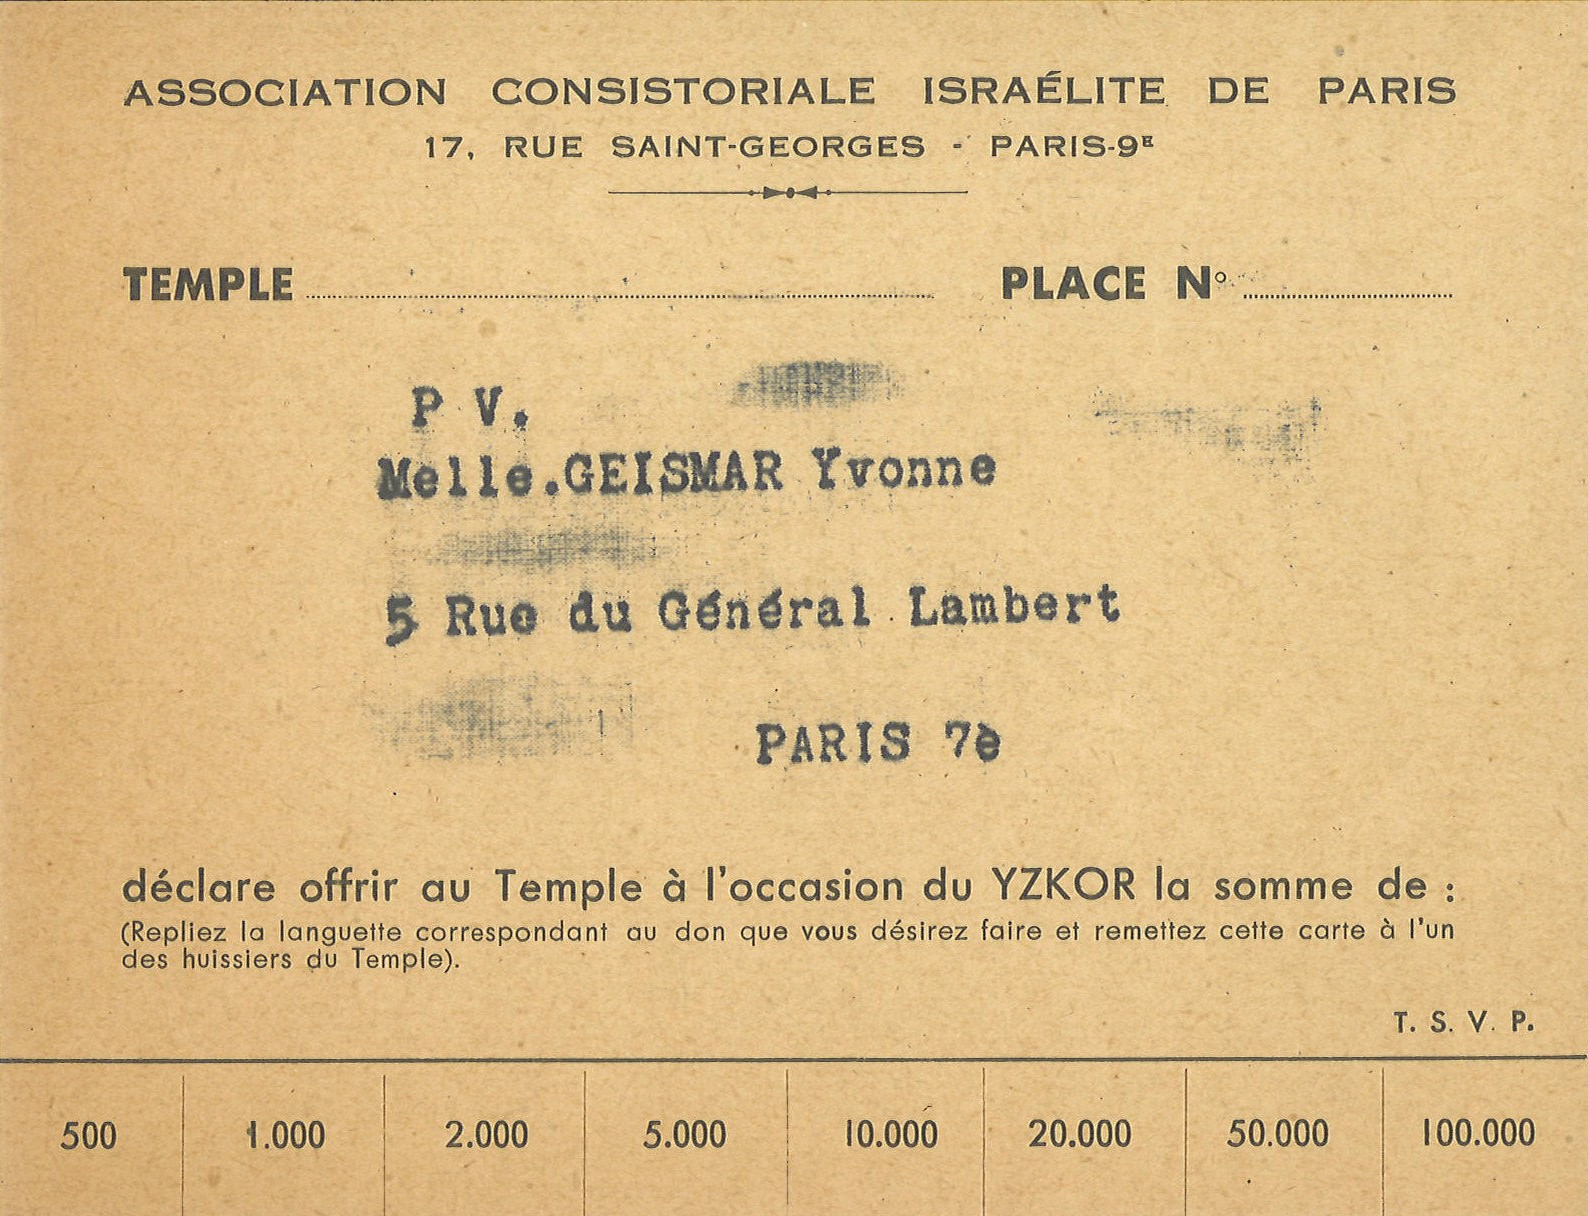 ASSOCIATION CONSISTORIALE ISRAÉLITE DE PARIS
17, RUE SAINT-GEORGES - PARIS-9E
TEMPLE PLACE N°
P V.
Melle.GEISMAR Yvonne
5 Rue du Général Lambert
PARIS 7è
déclare offrir au Temple à l'occasion du YZKOR la somme de :
(Repliez la languette correspondant au don que vous désirez faire et remettez cette carte à l'un
des huissiers du Temple).
T. S. V. P.
500 1.000 2.000 5.000 10.000 20.000 50.000 100.000